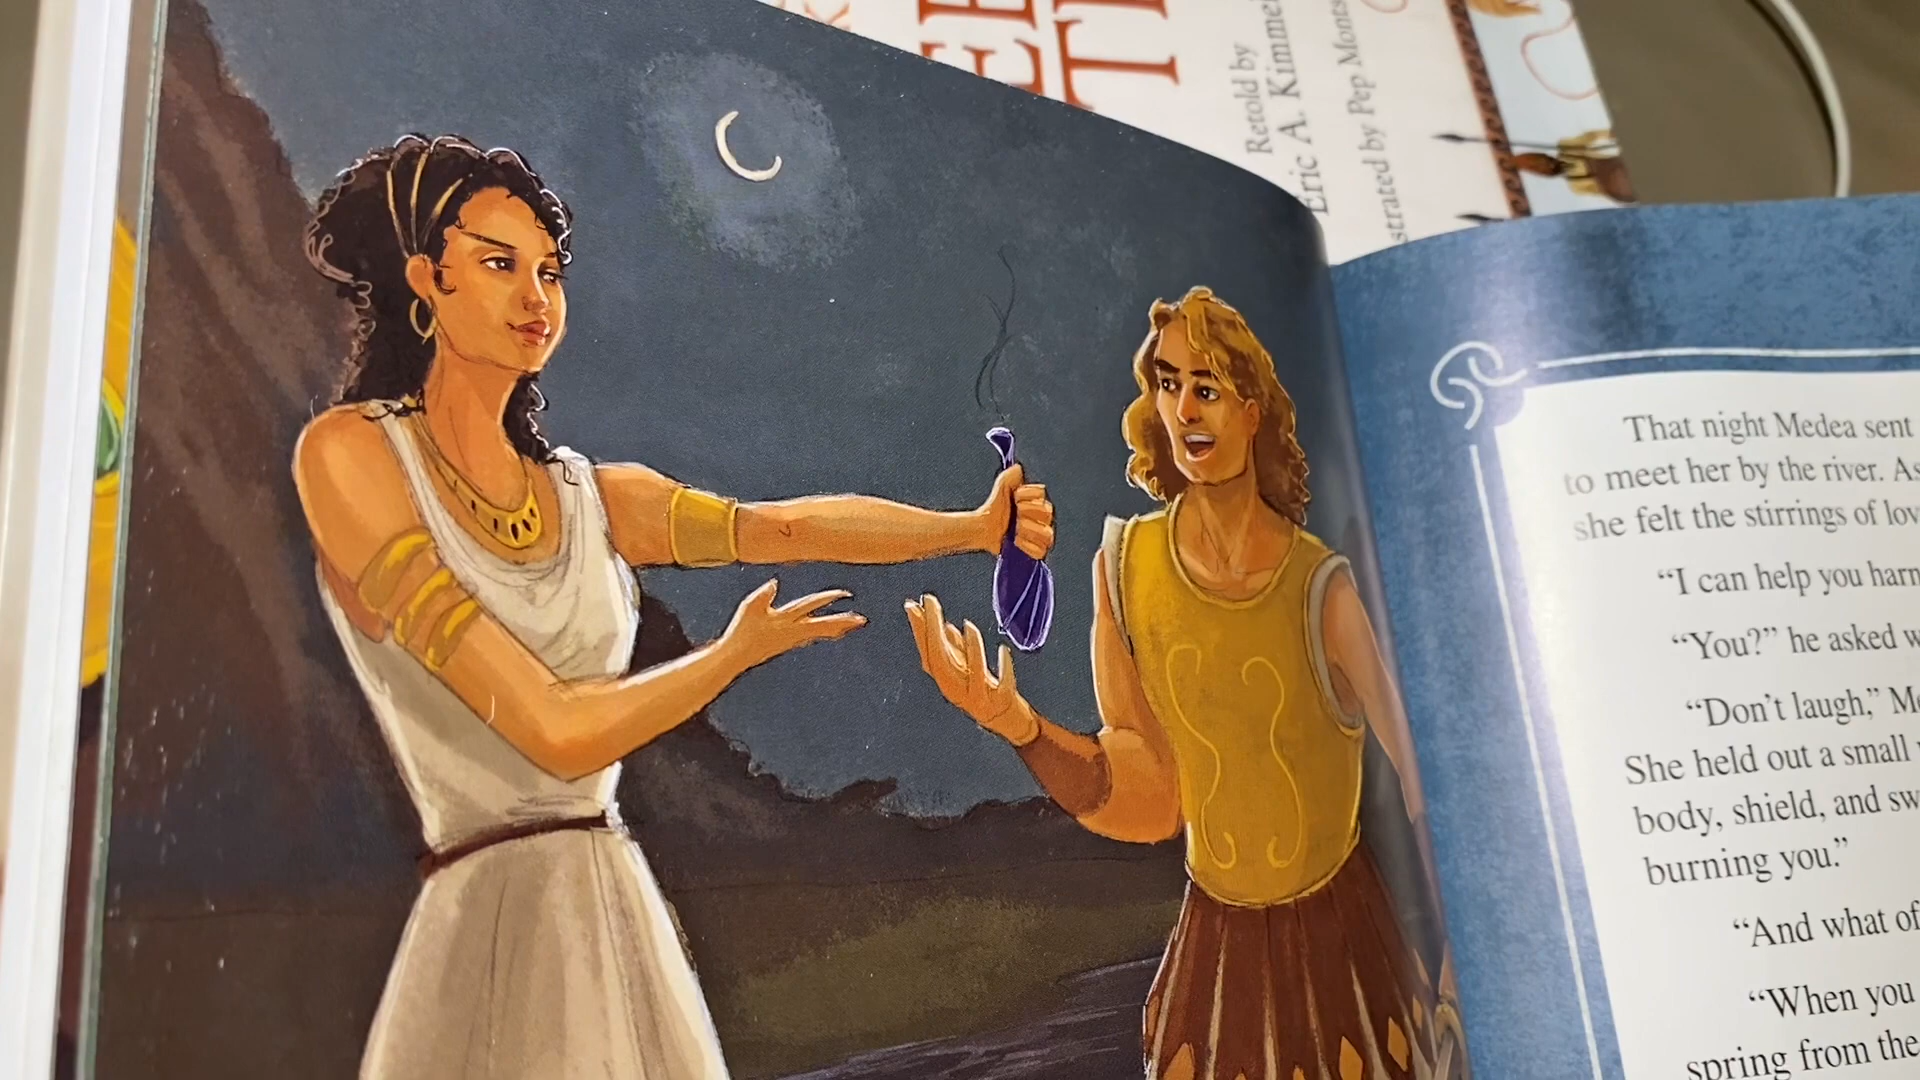 Retold by
Eric A. Kimmel
strated by Pep Monts
That night Medea sent
to meet her by the river. As
she felt the stirrings of lov
“I can help you harn
“You?” he asked w
“Don’t laugh,” Me
She held out a small
body, shield, and sw
burning you.”
“And what of
“When you
spring from the